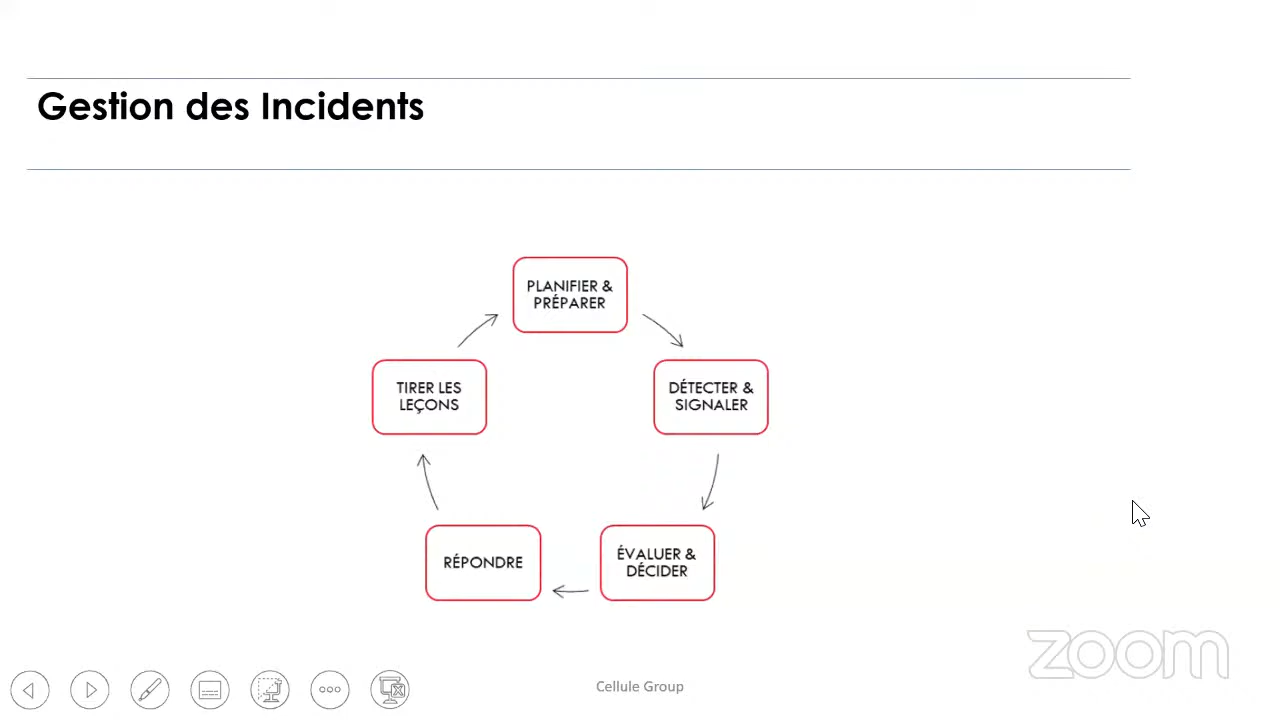 Gestion des Incidents
PLANIFIER &
PRÉPARER
TIRER LES
LEÇONS
DÉTECTER &
SIGNALER
RÉPONDRE
ÉVALUER &
DÉCIDER
zoom
Cellule Group